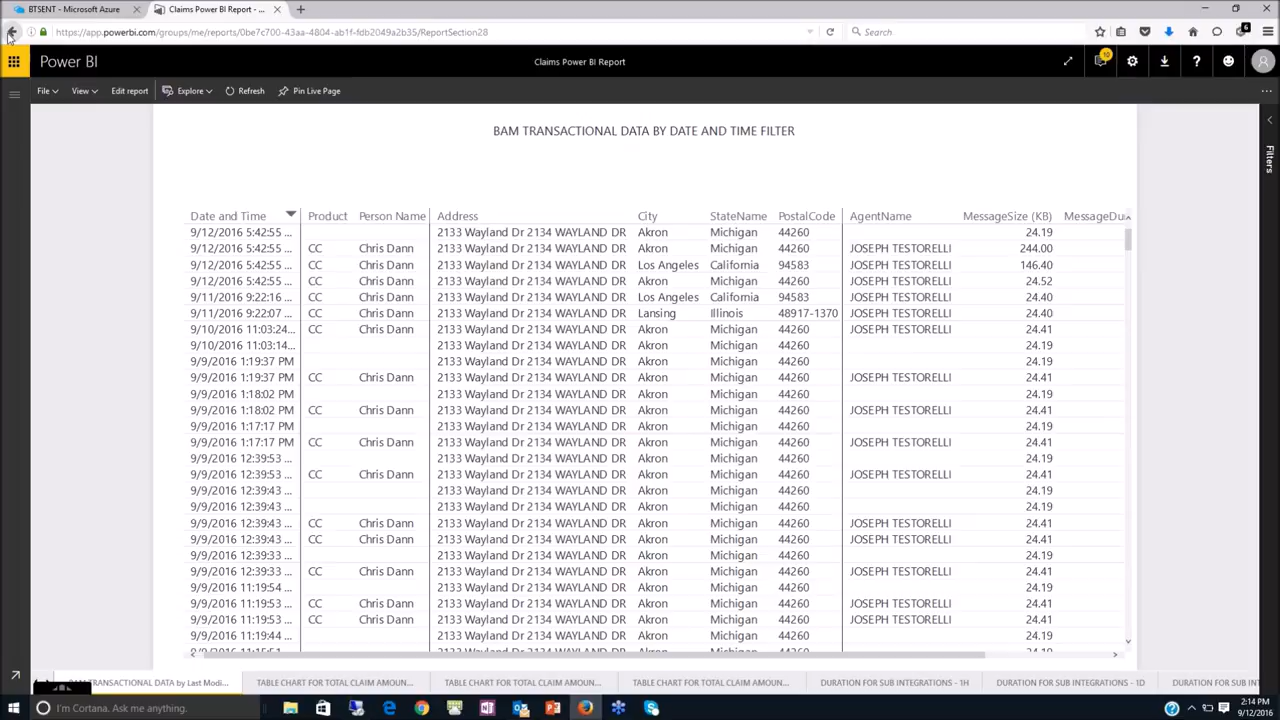 BTSENT - Microsoft Azure
Claims Power BI Report - ...
https://app.powerbi.com/groups/me/reports/0be7c700-43aa-4804-ab1f-fdb2049a2b35/ReportSection28
Search
6
Power BI
Claims Power BI Report
10
?
File View Edit report Explore Refresh Pin Live Page
Filters
BAM TRANSACTIONAL DATA BY DATE AND TIME FILTER
Date and Time Product Person Name Address City StateName PostalCode AgentName MessageSize (KB) MessageDu
9/12/2016 5:42:55 ... 2133 Wayland Dr 2134 WAYLAND DR Akron Michigan 44260 24.19
9/12/2016 5:42:55 ... CC Chris Dann 2133 Wayland Dr 2134 WAYLAND DR Akron Michigan 44260 JOSEPH TESTORELLI 244.00
9/12/2016 5:42:55 ... CC Chris Dann 2133 Wayland Dr 2134 WAYLAND DR Los Angeles California 94583 JOSEPH TESTORELLI 146.40
9/12/2016 5:42:55 ... CC Chris Dann 2133 Wayland Dr 2134 WAYLAND DR Akron Michigan 44260 JOSEPH TESTORELLI 24.52
9/11/2016 9:22:16 ... CC Chris Dann 2133 Wayland Dr 2134 WAYLAND DR Los Angeles California 94583 JOSEPH TESTORELLI 24.40
9/11/2016 9:22:07 ... CC Chris Dann 2133 Wayland Dr 2134 WAYLAND DR Lansing Illinois 48917-1370 JOSEPH TESTORELLI 24.40
9/10/2016 11:03:24... CC Chris Dann 2133 Wayland Dr 2134 WAYLAND DR Akron Michigan 44260 JOSEPH TESTORELLI 24.41
9/10/2016 11:03:14... 2133 Wayland Dr 2134 WAYLAND DR Akron Michigan 44260 24.19
9/9/2016 1:19:37 PM 2133 Wayland Dr 2134 WAYLAND DR Akron Michigan 44260 24.19
9/9/2016 1:19:37 PM CC Chris Dann 2133 Wayland Dr 2134 WAYLAND DR Akron Michigan 44260 JOSEPH TESTORELLI 24.41
9/9/2016 1:18:02 PM 2133 Wayland Dr 2134 WAYLAND DR Akron Michigan 44260 24.19
9/9/2016 1:18:02 PM CC Chris Dann 2133 Wayland Dr 2134 WAYLAND DR Akron Michigan 44260 JOSEPH TESTORELLI 24.41
9/9/2016 1:17:17 PM 2133 Wayland Dr 2134 WAYLAND DR Akron Michigan 44260 24.19
9/9/2016 1:17:17 PM CC Chris Dann 2133 Wayland Dr 2134 WAYLAND DR Akron Michigan 44260 JOSEPH TESTORELLI 24.41
9/9/2016 12:39:53 ... 2133 Wayland Dr 2134 WAYLAND DR Akron Michigan 44260 24.19
9/9/2016 12:39:53 ... CC Chris Dann 2133 Wayland Dr 2134 WAYLAND DR Akron Michigan 44260 JOSEPH TESTORELLI 24.41
9/9/2016 12:39:43 ... 2133 Wayland Dr 2134 WAYLAND DR Akron Michigan 44260 24.19
9/9/2016 12:39:43 ... 2133 Wayland Dr 2134 WAYLAND DR Akron Michigan 44260 24.19
9/9/2016 12:39:43 ... CC Chris Dann 2133 Wayland Dr 2134 WAYLAND DR Akron Michigan 44260 JOSEPH TESTORELLI 24.41
9/9/2016 12:39:43 ... CC Chris Dann 2133 Wayland Dr 2134 WAYLAND DR Akron Michigan 44260 JOSEPH TESTORELLI 24.41
9/9/2016 12:39:33 ... 2133 Wayland Dr 2134 WAYLAND DR Akron Michigan 44260 24.19
9/9/2016 12:39:33 ... CC Chris Dann 2133 Wayland Dr 2134 WAYLAND DR Akron Michigan 44260 JOSEPH TESTORELLI 24.41
9/9/2016 11:19:54 ... 2133 Wayland Dr 2134 WAYLAND DR Akron Michigan 44260 24.19
9/9/2016 11:19:53 ... CC Chris Dann 2133 Wayland Dr 2134 WAYLAND DR Akron Michigan 44260 JOSEPH TESTORELLI 24.41
9/9/2016 11:19:53 ... CC Chris Dann 2133 Wayland Dr 2134 WAYLAND DR Akron Michigan 44260 JOSEPH TESTORELLI 24.41
9/9/2016 11:19:44 ... 2133 Wayland Dr 2134 WAYLAND DR Akron Michigan 44260 24.19
BAM TRANSACTIONAL DATA by Last Modi... TABLE CHART FOR TOTAL CLAIM AMOUN... TABLE CHART FOR TOTAL CLAIM AMOUN... TABLE CHART FOR TOTAL CLAIM AMOUN... DURATION FOR SUB INTEGRATIONS - 1H DURATION FOR SUB INTEGRATIONS - 1D DURATION FOR SUB INT
I'm Cortana. Ask me anything.
2:14 PM
9/12/2016